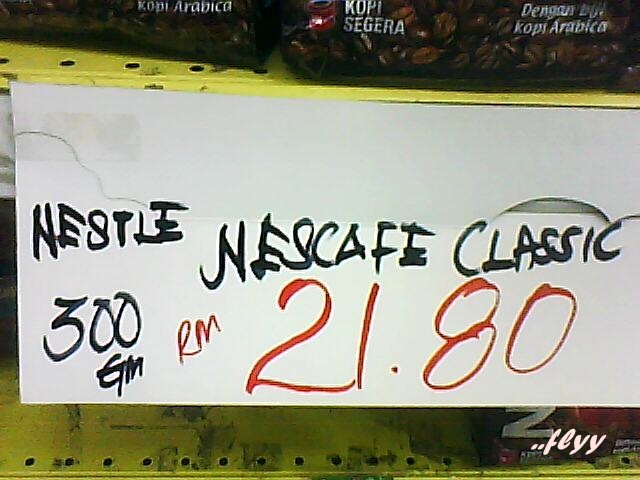 Kopi Arabica
KOPI
SEGERA
Dengan biji
kopi Arabica
NESTLE NESCAFE CLASSIC
300 Gm RM 21.80
..flyy